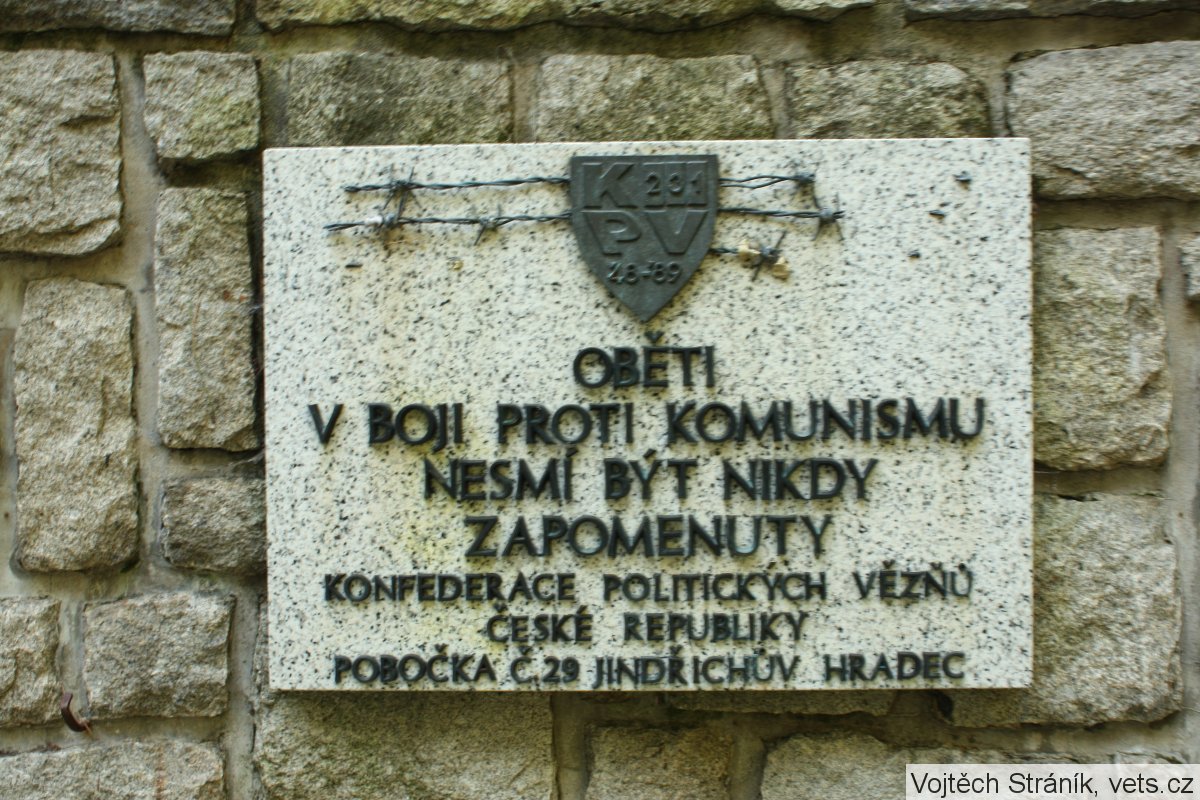 K 231
PV
48-'89
OBĚTI
V BOJI PROTI KOMUNISMU
NESMÍ BÝT NIKDY
ZAPOMENUTY
KONFEDERACE POLITICKÝCH VĚZŇŮ
ČESKÉ REPUBLIKY
POBOČKA Č.29 JINDŘICHŮV HRADEC
Vojtěch Stráník, vets.cz